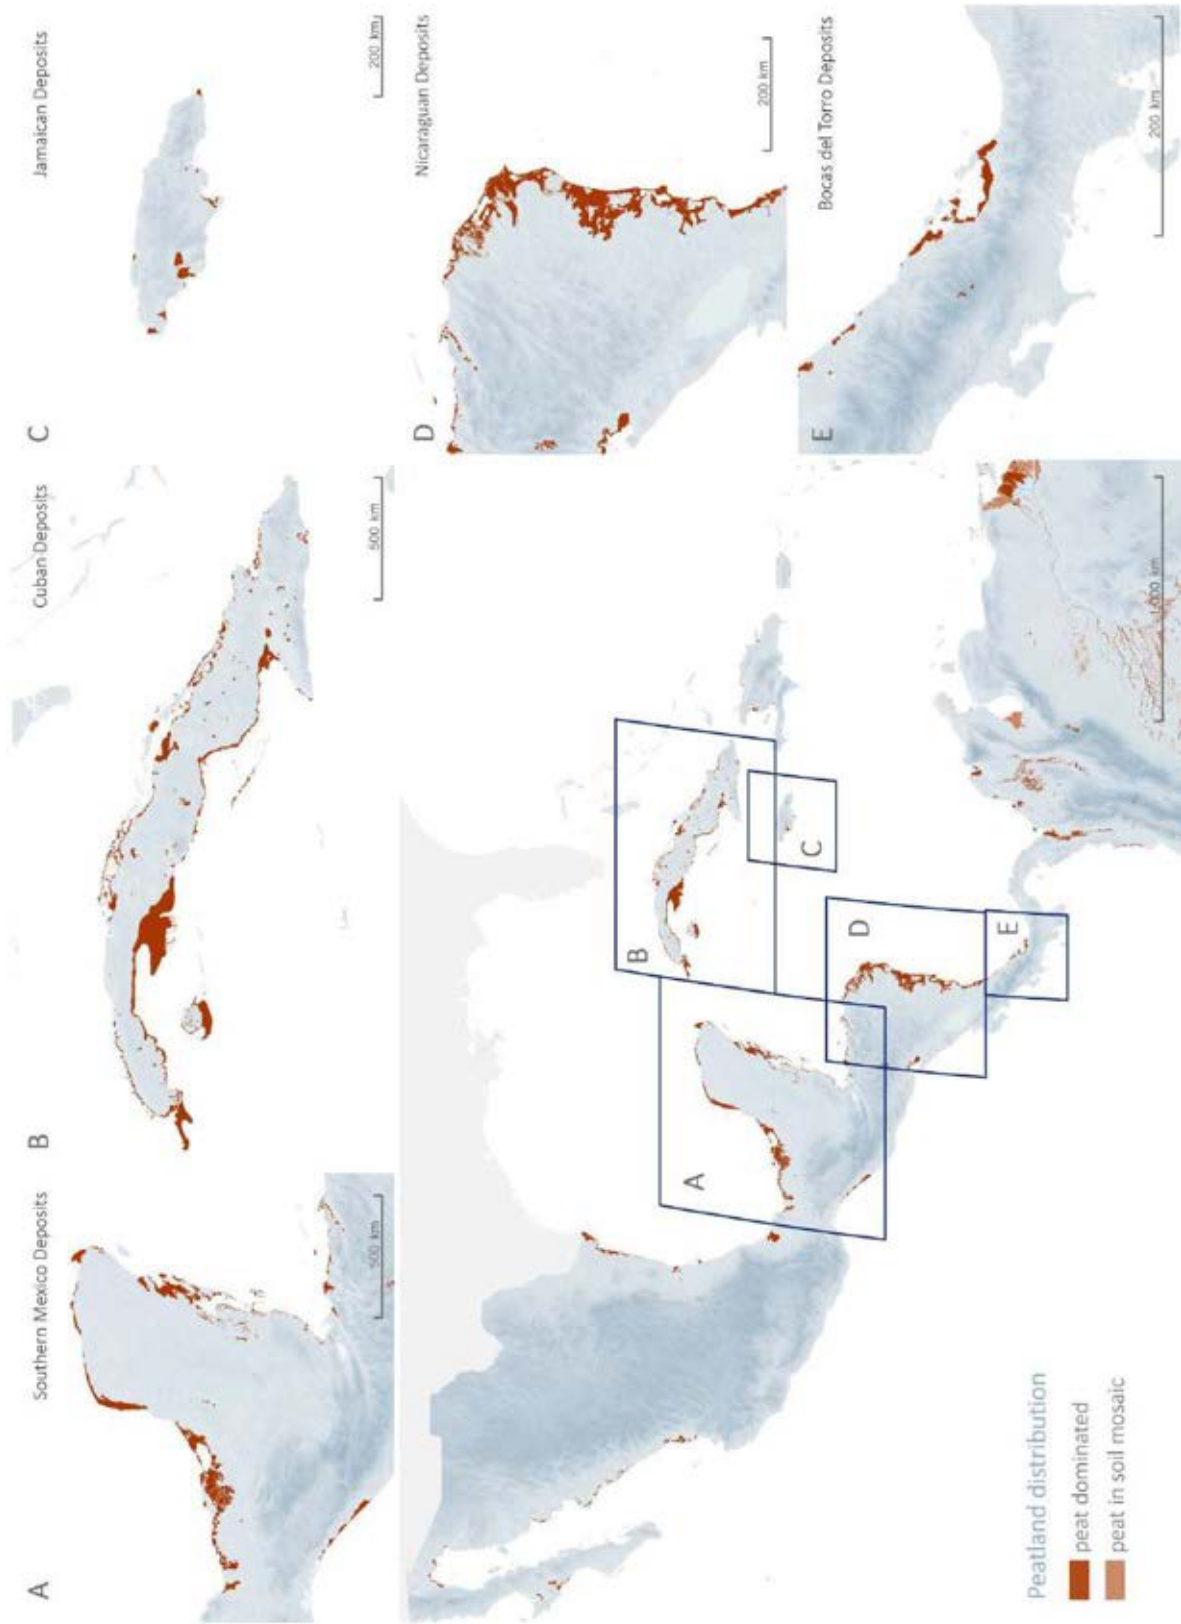 A
Southern Mexico Deposits
500 km
B
Cuban Deposits
500 km
C
Jamaican Deposits
200 km
D
Nicaraguan Deposits
200 km
E
Bocas del Torro Deposits
200 km
A
B
C
D
E
Peatland distribution
peat dominated
peat in soil mosaic
km